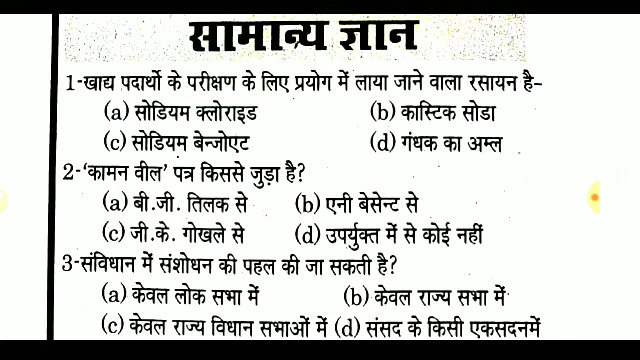 सामान्य ज्ञान
1-खाद्य पदार्थो के परीक्षण के लिए प्रयोग में लाया जाने वाला रसायन है-
(a) सोडियम क्लोराइड (b) कास्टिक सोडा
(c) सोडियम बेन्जोएट (d) गंधक का अम्ल
2-‘कामन वील’ पत्र किससे जुड़ा है?
(a) बी.जी. तिलक से (b) एनी बेसेन्ट से
(c) जी.के. गोखले से (d) उपर्युक्त में से कोई नहीं
3-संविधान में संशोधन की पहल की जा सकती है?
(a) केवल लोक सभा में (b) केवल राज्य सभा में
(c) केवल राज्य विधान सभाओं में (d) संसद के किसी एकसदनमें